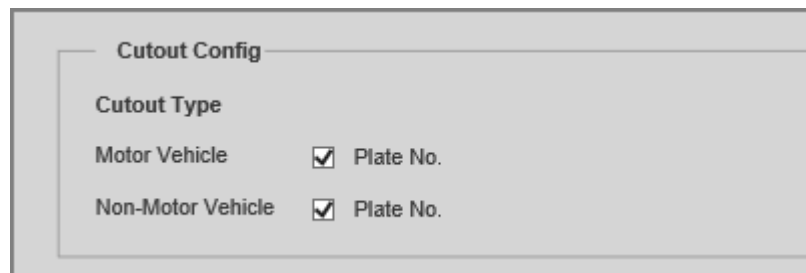 Cutout Config
Cutout Type
Motor Vehicle Plate No.
Non-Motor Vehicle Plate No.